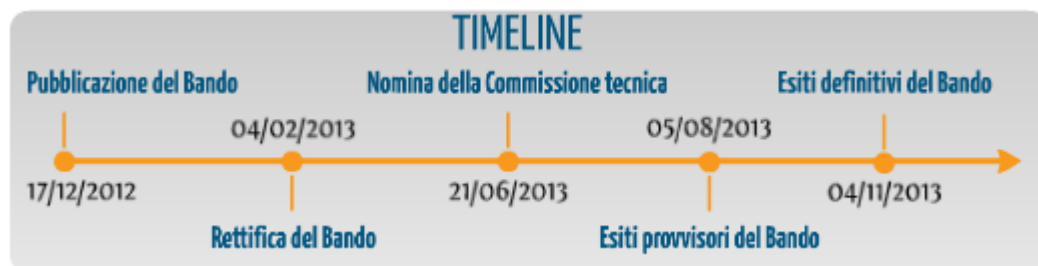 TIMELINE
Pubblicazione del Bando
Nomina della Commissione tecnica
Esiti definitivi del Bando
04/02/2013
05/08/2013
17/12/2012
21/06/2013
04/11/2013
Rettifica del Bando
Esiti provvisori del Bando